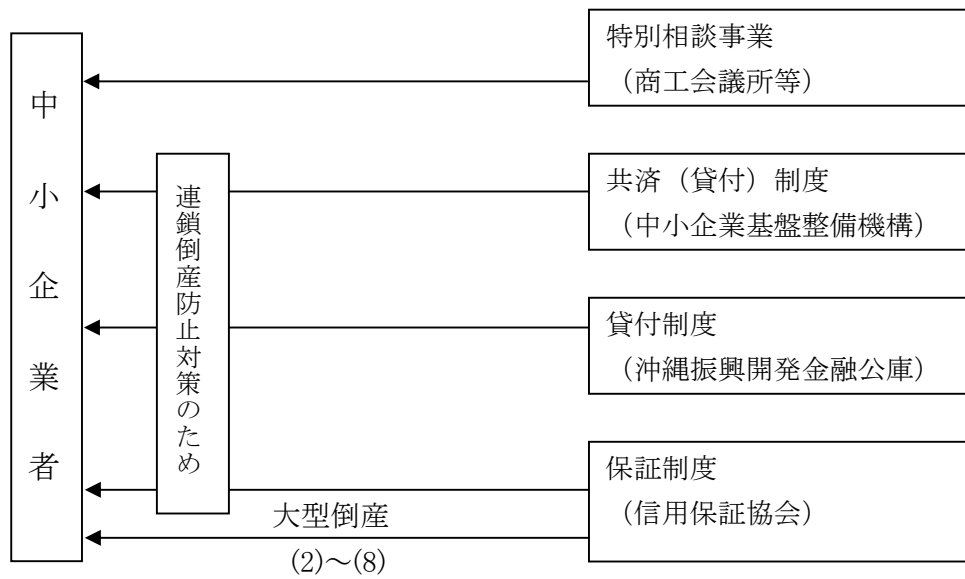 中小企業者
連鎖倒産防止対策のため
特別相談事業
（商工会議所等）
共済（貸付）制度
（中小企業基盤整備機構）
貸付制度
（沖縄振興開発金融公庫）
保証制度
（信用保証協会）
大型倒産
(2)～(8)